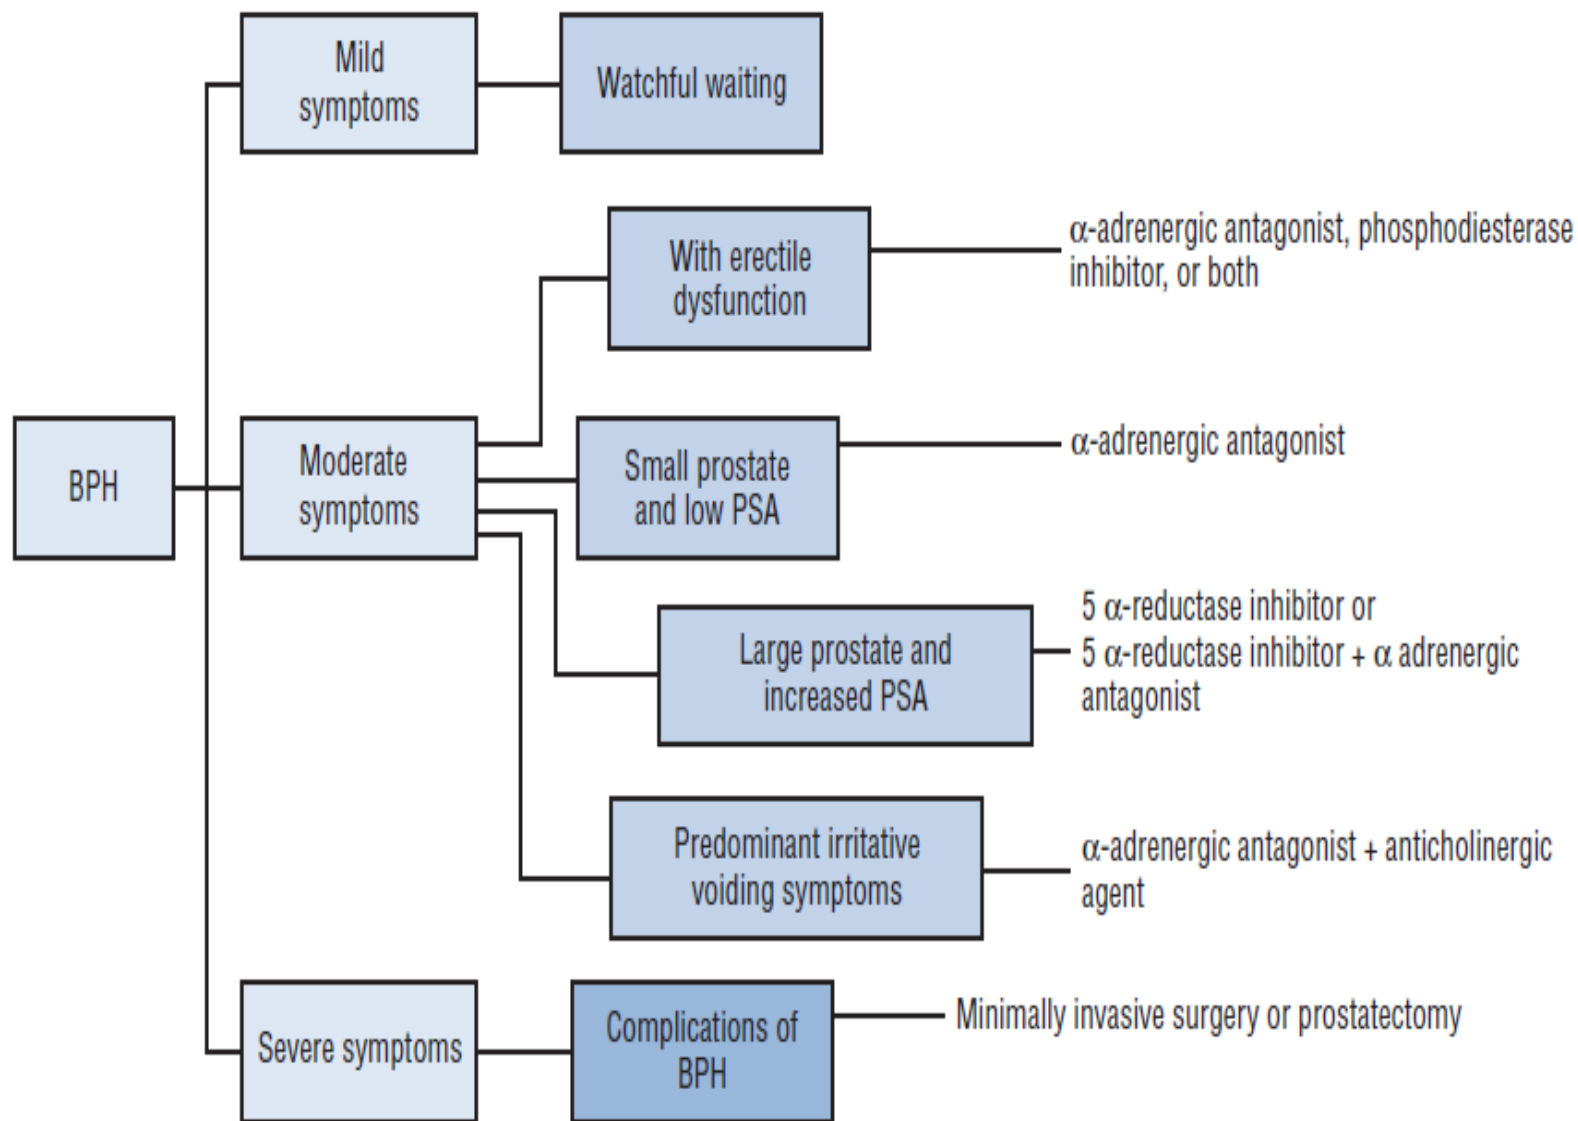 Mild
symptoms
Watchful waiting
With erectile
dysfunction
α-adrenergic antagonist, phosphodiesterase
inhibitor, or both
BPH
Moderate
symptoms
Small prostate
and low PSA
α-adrenergic antagonist
Large prostate and
increased PSA
5 α-reductase inhibitor or
5 α-reductase inhibitor + α adrenergic
antagonist
Predominant irritative
voiding symptoms
α-adrenergic antagonist + anticholinergic
agent
Severe symptoms
Complications of
BPH
Minimally invasive surgery or prostatectomy